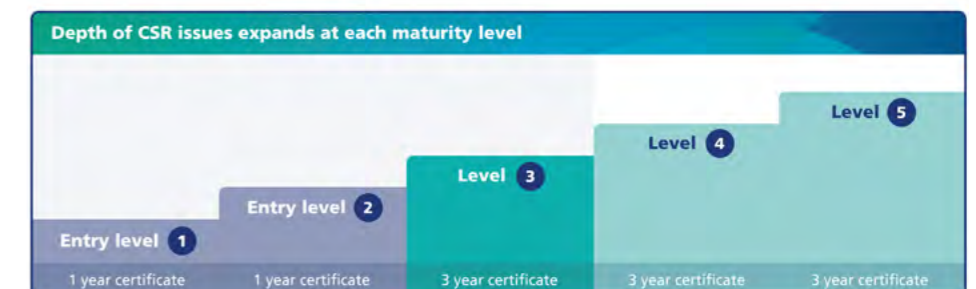 Depth of CSR issues expands at each maturity level
Level 5
Level 4
Level 3
Entry level 2
Entry level 1
1 year certificate
1 year certificate
3 year certificate
3 year certificate
3 year certificate